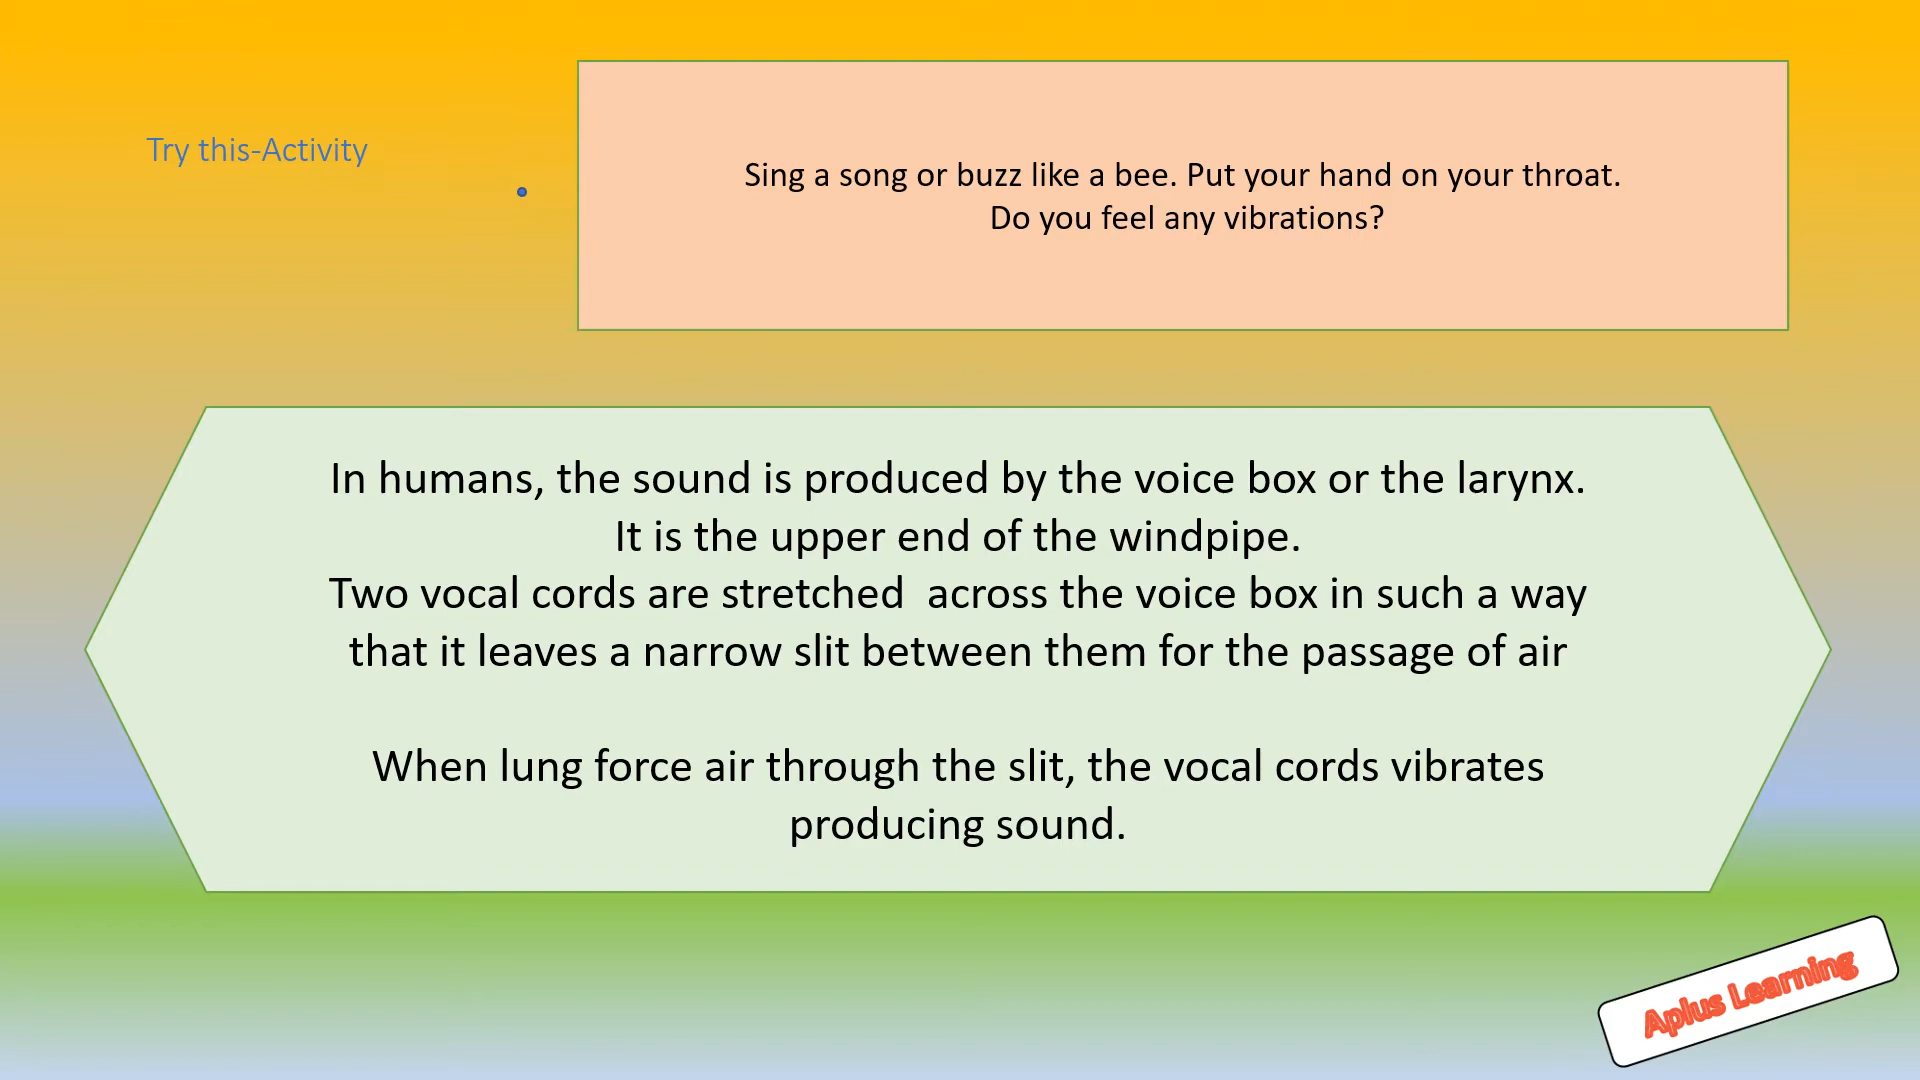 Try this-Activity
Sing a song or buzz like a bee. Put your hand on your throat.
Do you feel any vibrations?
In humans, the sound is produced by the voice box or the larynx.
It is the upper end of the windpipe.
Two vocal cords are stretched  across the voice box in such a way
that it leaves a narrow slit between them for the passage of air
When lung force air through the slit, the vocal cords vibrates
producing sound.
Aplus Learning